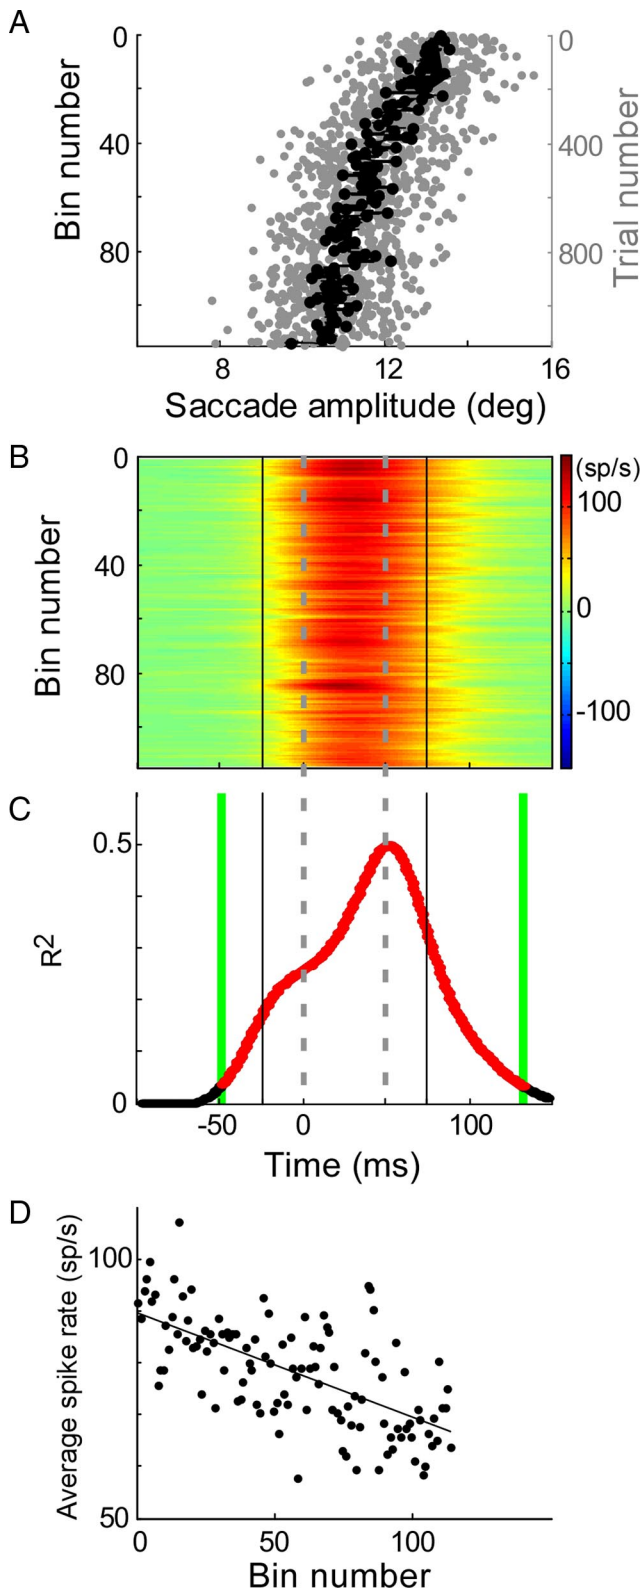 A
0
40
80
Bin number
0
400
800
Trial number
8
12
16
Saccade amplitude (deg)
B
0
40
80
Bin number
(sp/s)
100
0
-100
C
0.5
0
R2
-50
0
100
Time (ms)
D
Average spike rate (sp/s)
100
50
0
50
100
Bin number